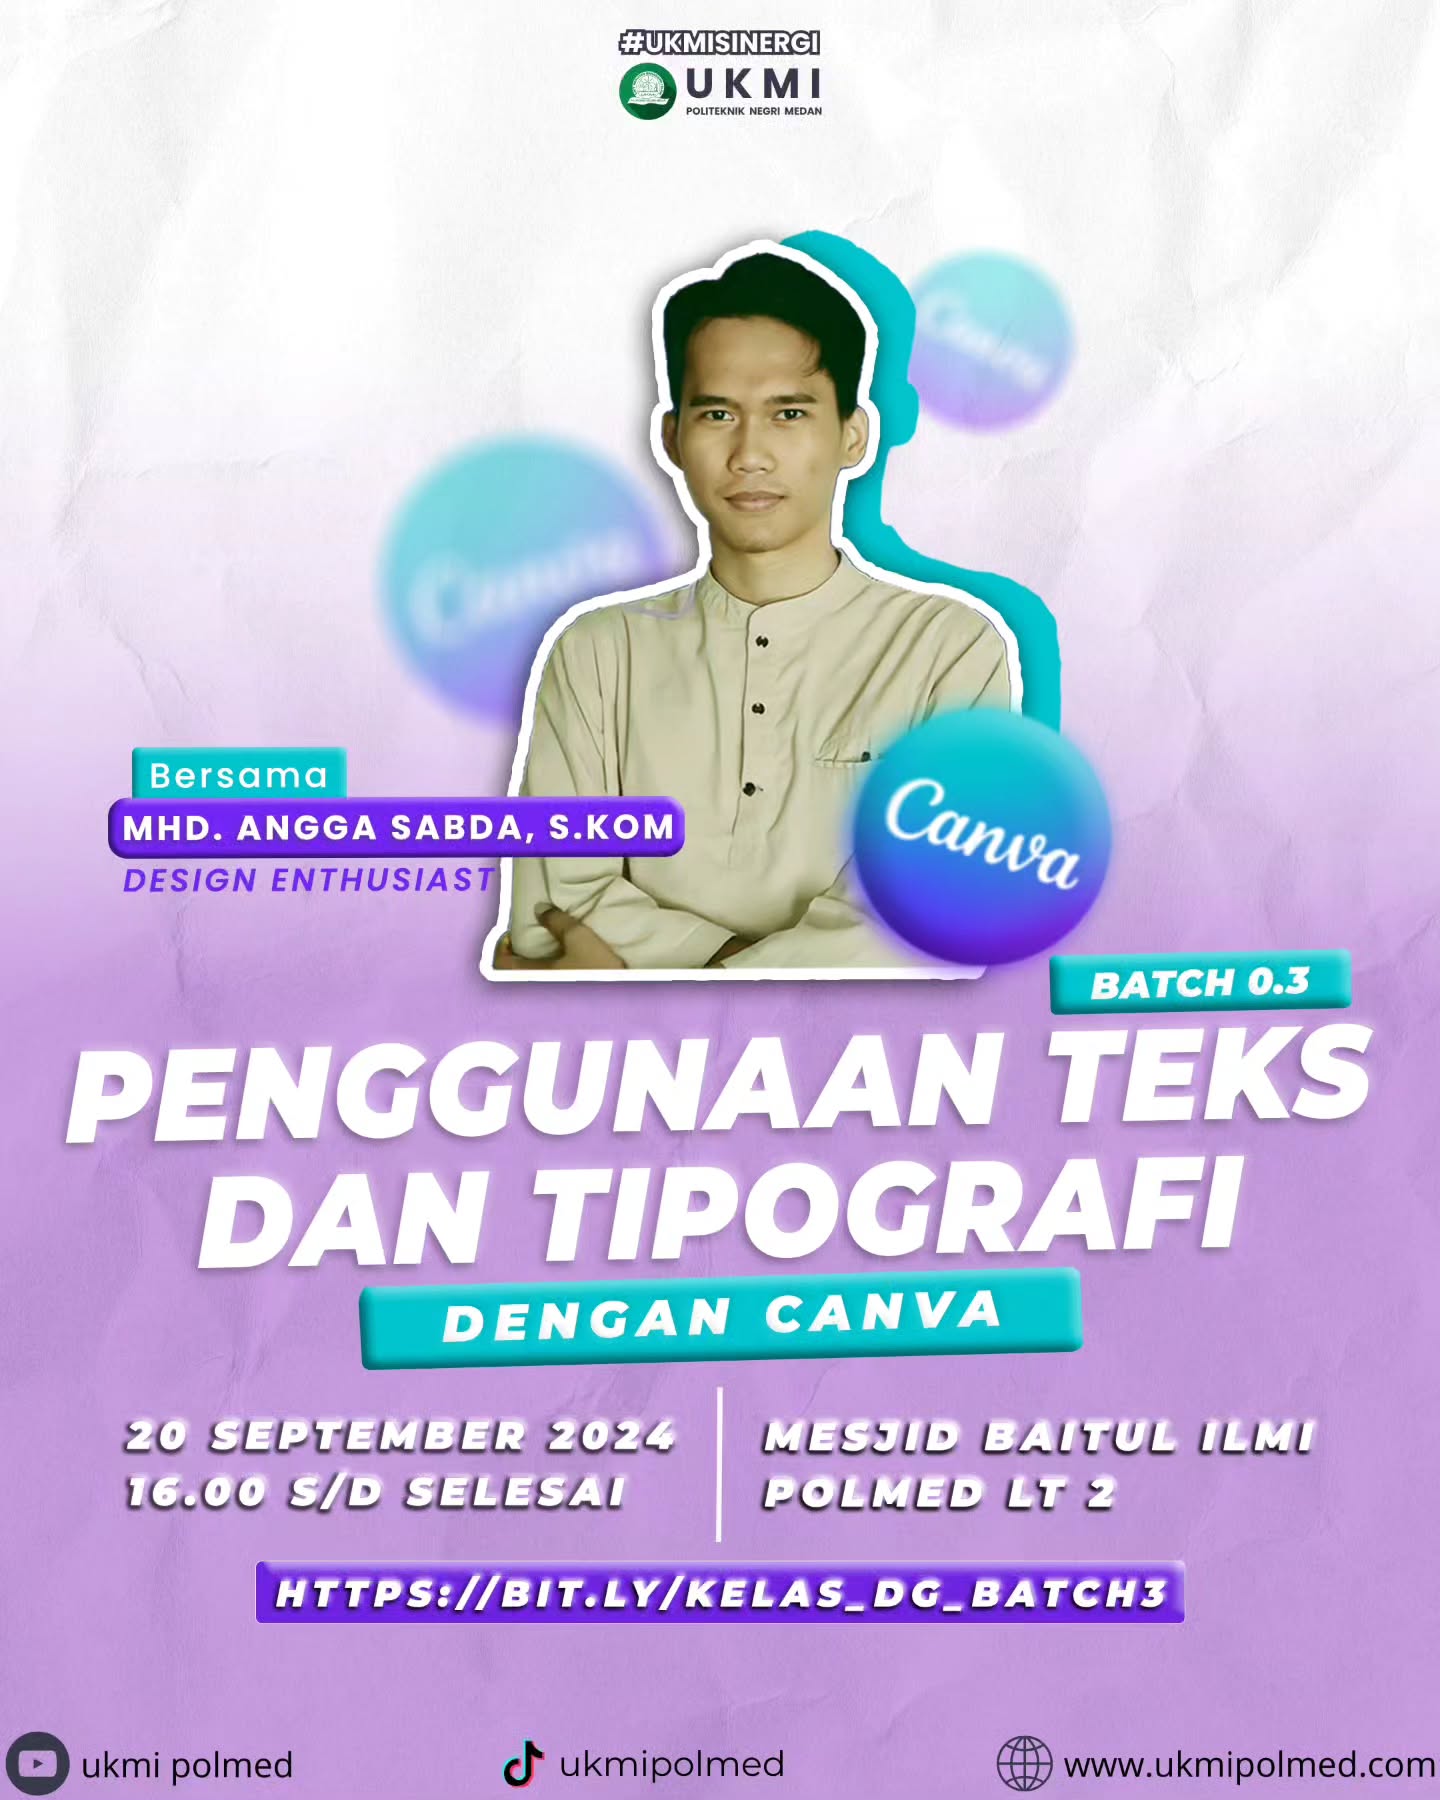 #UKMISINERGI
UKMI
POLITEKNIK NEGRI MEDAN
Canva
Canva
Bersama
MHD. ANGGA SABDA, S.KOM
DESIGN ENTHUSIAST
Canva
BATCH 0.3
PENGGUNAAN TEKS
DAN TIPOGRAFI
DENGAN CANVA
20 SEPTEMBER 2024
16.00 S/D SELESAI
MESJID BAITUL ILMI
POLMED LT 2
HTTPS://BIT.LY/KELAS_DG_BATCH3
ukmi polmed
ukmipolmed
www.ukmipolmed.com